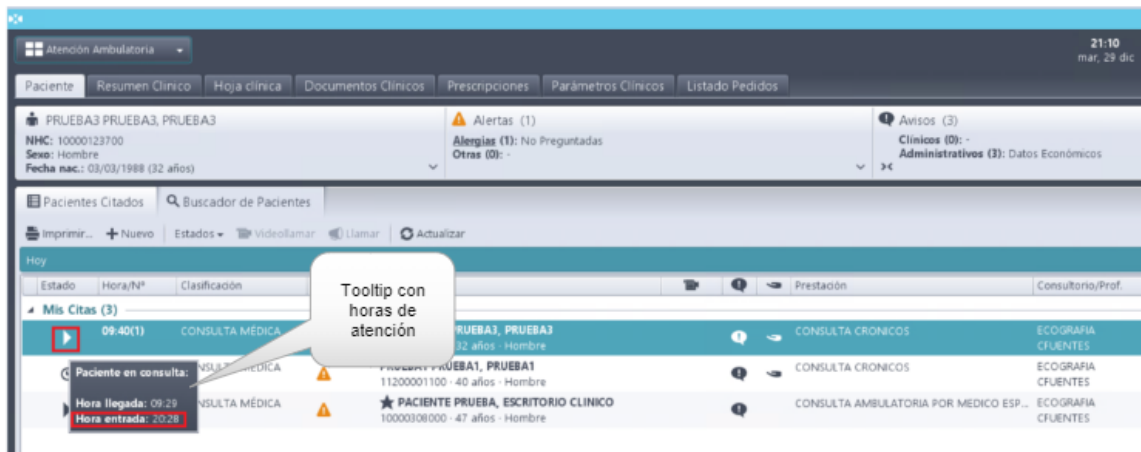 Atención Ambulatoria
21:10
mar, 29 dic
Paciente Resumen Clínico Hoja clínica Documentos Clínicos Prescripciones Parámetros Clínicos Listado Pedidos
PRUEBA3 PRUEBA3, PRUEBA3 Alertas (1) Avisos (3)
NHC: 10000123700 Alergias (1): No Preguntadas Clínicos (0): -
Sexo: Hombre Otras (0): - Administrativos (3): Datos Económicos
Fecha nac.: 03/03/1988 (32 años)
Pacientes Citados Buscador de Pacientes
Imprimir... Nuevo Estados Videollamar Llamar Actualizar
Hoy
Estado Hora/Nº Clasificación Prestación Consultorio/Prof.
Tooltip con
horas de
atención
Mis Citas (3)
09:40(1) CONSULTA MÉDICA RUEBA3, PRUEBA3 CONSULTA CRONICOS ECOGRAFIA
32 años - Hombre CFUENTES
Paciente en consulta: NSULTA MÉDICA PRUEBA1, PRUEBA1 CONSULTA CRONICOS ECOGRAFIA
11200001100 - 40 años - Hombre CFUENTES
Hora llegada: 09:29 NSULTA MÉDICA PACIENTE PRUEBA, ESCRITORIO CLINICO CONSULTA AMBULATORIA POR MEDICO ESP... ECOGRAFIA
Hora entrada: 20:28 10000308000 - 47 años - Hombre CFUENTES